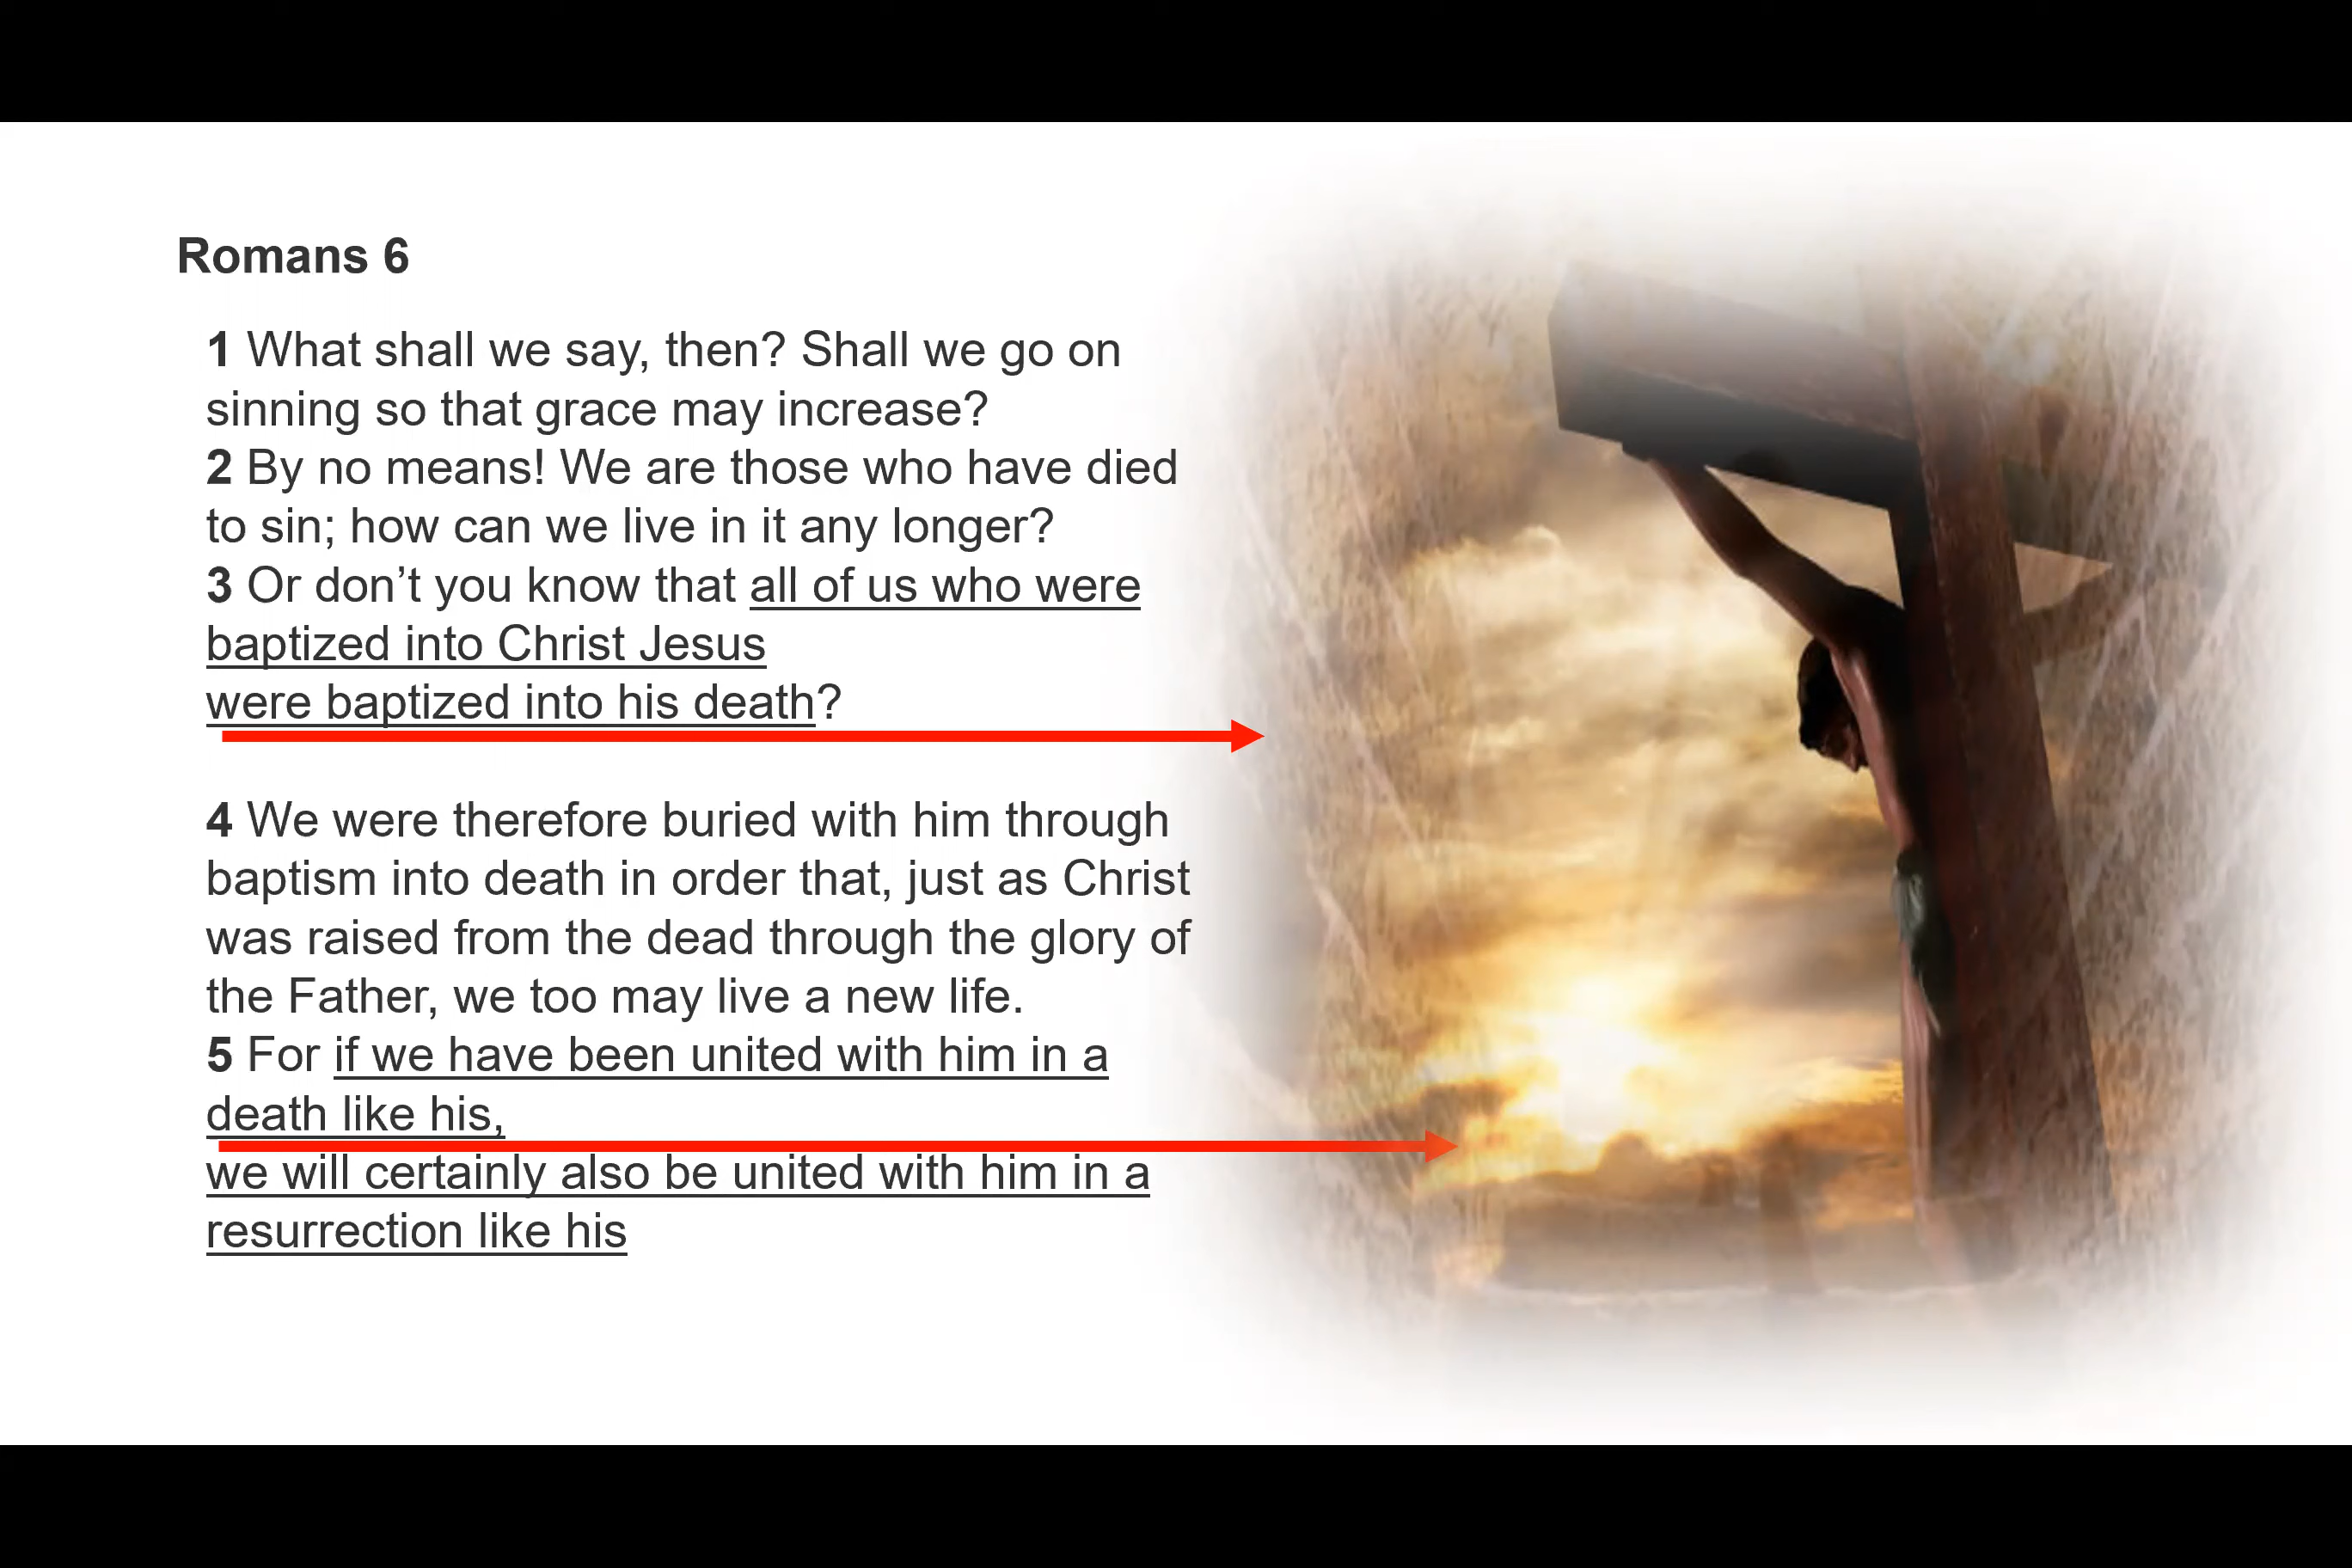 Romans 6
1 What shall we say, then? Shall we go on
sinning so that grace may increase?
2 By no means! We are those who have died
to sin; how can we live in it any longer?
3 Or don’t you know that all of us who were
baptized into Christ Jesus
were baptized into his death?
4 We were therefore buried with him through
baptism into death in order that, just as Christ
was raised from the dead through the glory of
the Father, we too may live a new life.
5 For if we have been united with him in a
death like his,
we will certainly also be united with him in a
resurrection like his